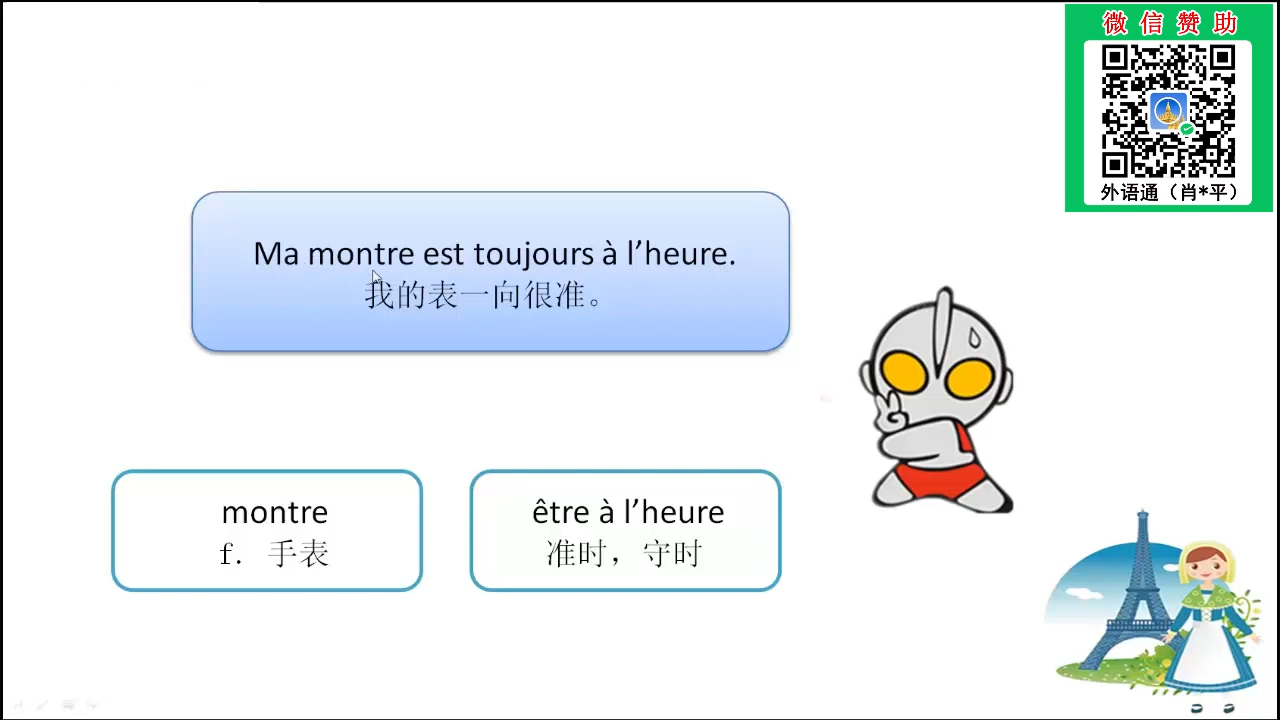 微信赞助
外语通（肖*平）
Ma montre est toujours à l’heure.
我的表一向很准。
montre
f. 手表
être à l’heure
准时，守时